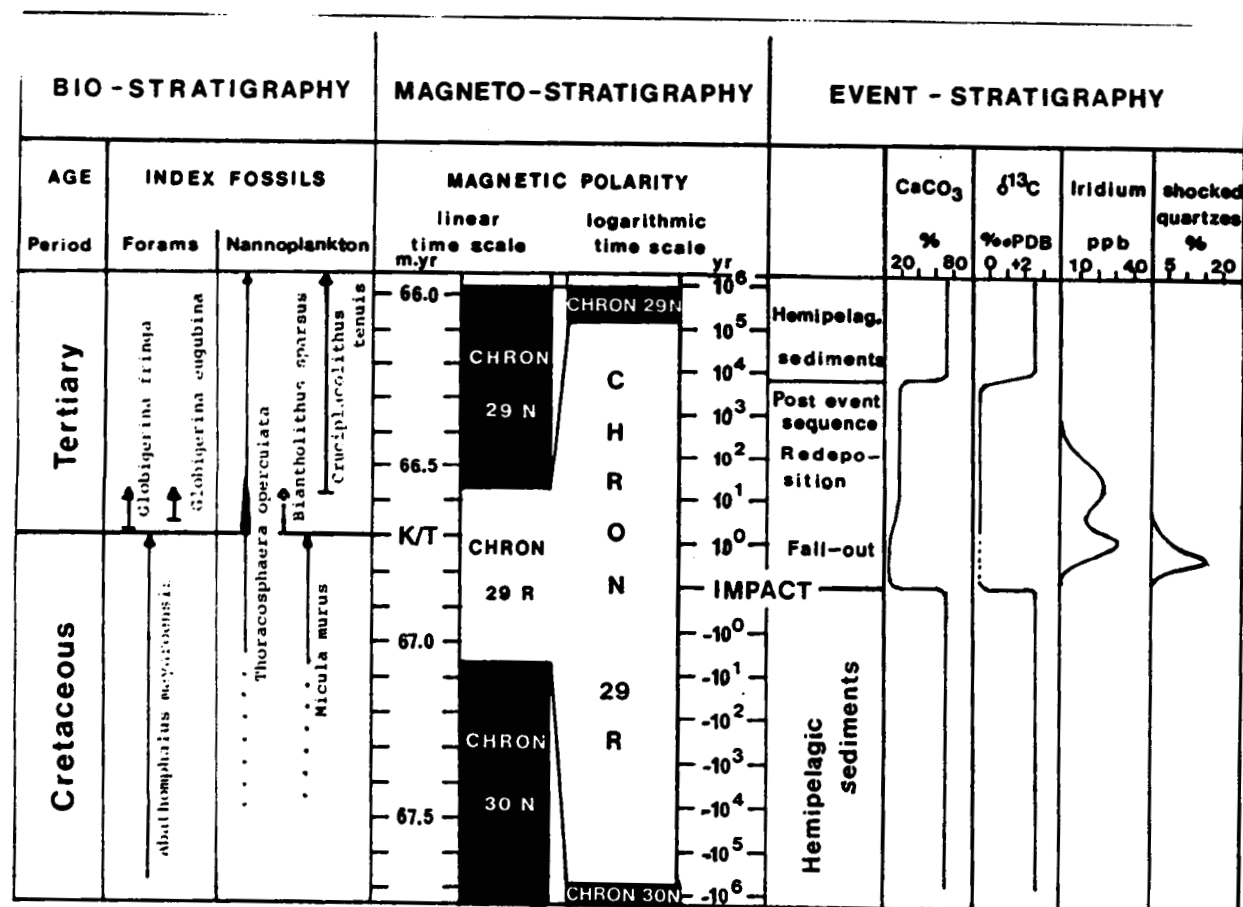 BIO - STRATIGRAPHY
MAGNETO-STRATIGRAPHY
EVENT - STRATIGRAPHY
AGE
Period
INDEX FOSSILS
Forams
Nannoplankton
MAGNETIC POLARITY
linear
time scale
m.yr
logarithmic
time scale
yr
CaCO₃
%
20 80
δ¹³C
‰PDB
0 +2
Iridium
ppb
10 40
shocked
quartzes
%
5 20
Tertiary
Cretaceous
Globigerina fringa
Globigerina eugubina
Thoracosphaera operculata
Biantholithus sparsus
Cruciplacolithus
tenuis
Abathomphalus mayaroensis
Micula murus
66.0
66.5
K/T
67.0
67.5
CHRON
29 N
CHRON
29 R
CHRON
30 N
CHRON 29N
C
H
R
O
N
29
R
CHRON 30N
10⁶
10⁵
10⁴
10³
10²
10¹
10⁰
IMPACT
-10⁰
-10¹
-10²
-10³
-10⁴
-10⁵
-10⁶
Hemipelag.
sediments
Post event
sequence
Redepo-
sition
Fall-out
Hemipelagic
sediments